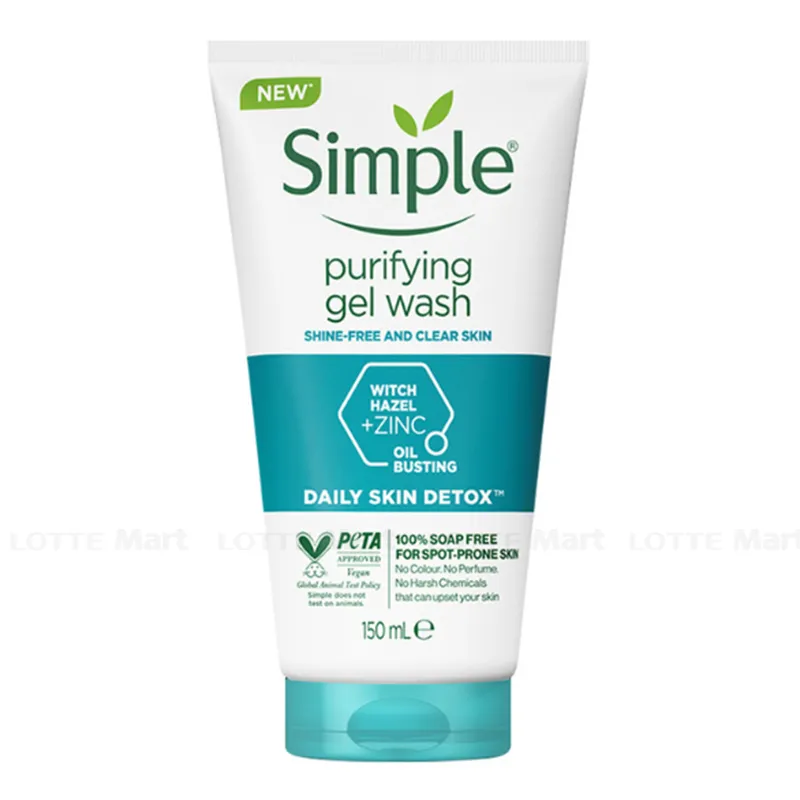 NEW
Simple®
purifying
gel wash
SHINE-FREE AND CLEAR SKIN
WITCH
HAZEL
+ZINC
OIL
BUSTING
DAILY SKIN DETOX™
PeTA
APPROVED
Vegan
Global Animal Test Policy
Simple does not
test on animals.
100% SOAP FREE
FOR SPOT-PRONE SKIN
No Colour. No Perfume.
No Harsh Chemicals
that can upset your skin
150 mL e
LOTTE Mart LOTTE Mart LOTTE Mart LOTTE Mart